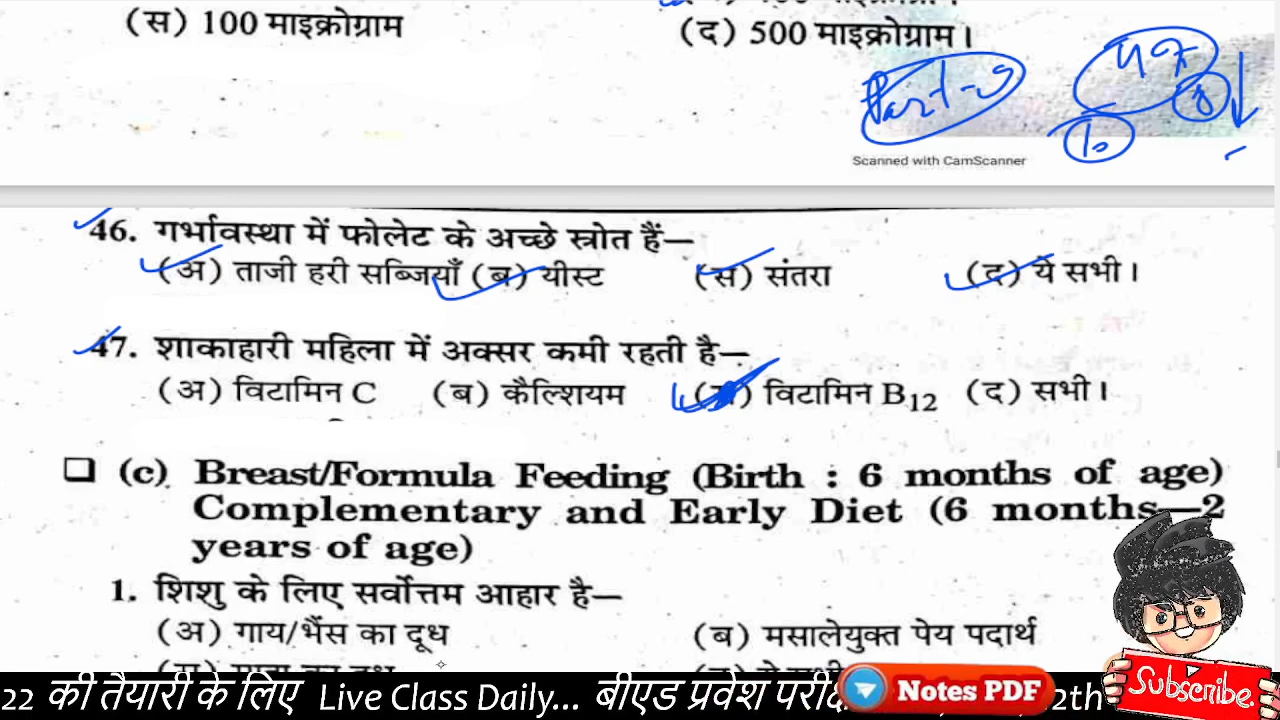 (स) 100 माइक्रोग्राम (द) 500 माइक्रोग्राम।
Part-9
Scanned with CamScanner
46. गर्भावस्था में फोलेट के अच्छे स्त्रोत हैं—
(अ) ताजी हरी सब्जियाँ (ब) यीस्ट (स) संतरा (द) ये सभी।
47. शाकाहारी महिला में अक्सर कमी रहती है—
(अ) विटामिन C (ब) कैल्शियम (स) विटामिन B12 (द) सभी।
❑ (c) Breast/Formula Feeding (Birth : 6 months of age)
Complementary and Early Diet (6 months—2
years of age)
1. शिशु के लिए सर्वोत्तम आहार है—
(अ) गाय/भैंस का दूध (ब) मसालेयुक्त पेय पदार्थ
22 की तैयारी के लिए Live Class Daily... बीएड प्रवेश परीक्ष
Notes PDF
2th
Subscribe